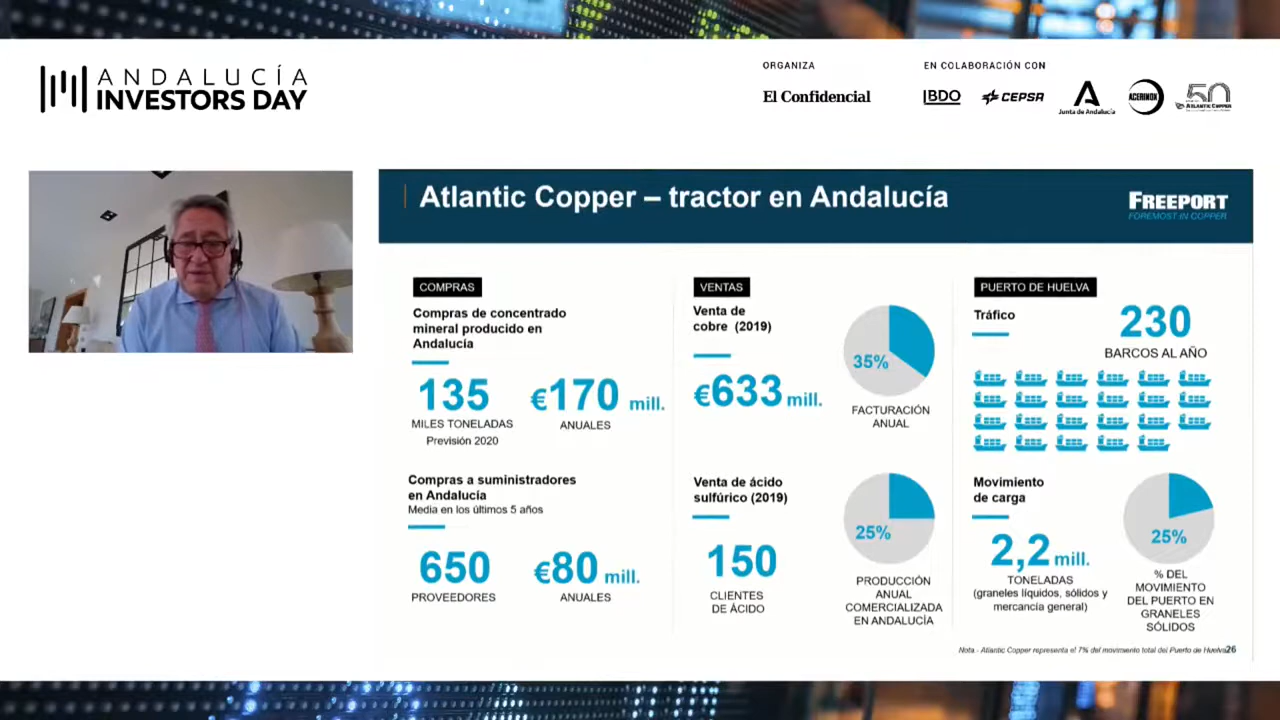 ANDALUCÍA
INVESTORS DAY
ORGANIZA
El Confidencial
EN COLABORACIÓN CON
IBDO
CEPSA
Junta de Andalucía
ACERINOX
50
ATLANTIC COPPER
Atlantic Copper – tractor en Andalucía
FREEPORT
FOREMOST IN COPPER
COMPRAS
Compras de concentrado
mineral producido en
Andalucía
135
MILES TONELADAS
Previsión 2020
€170 mill.
ANUALES
Compras a suministradores
en Andalucía
Media en los últimos 5 años
650
PROVEEDORES
€80 mill.
ANUALES
VENTAS
Venta de
cobre (2019)
€633 mill.
35%
FACTURACIÓN
ANUAL
Venta de ácido
sulfúrico (2019)
150
CLIENTES
DE ÁCIDO
25%
PRODUCCIÓN
ANUAL
COMERCIALIZADA
EN ANDALUCÍA
PUERTO DE HUELVA
Tráfico
230
BARCOS AL AÑO
Movimiento
de carga
2,2 mill.
TONELADAS
(graneles líquidos, sólidos y
mercancía general)
25%
% DEL
MOVIMIENTO
DEL PUERTO EN
GRANELES
SÓLIDOS
Nota.- Atlantic Copper representa el 7% del movimiento total del Puerto de Huelva
26